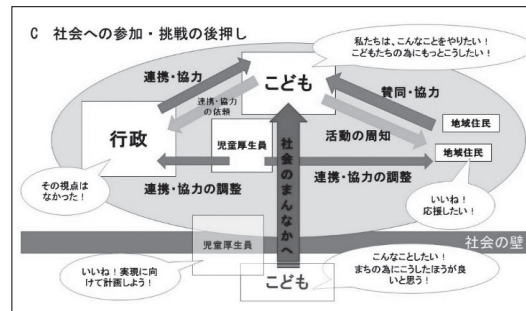 C 社会への参加・挑戦の後押し
私たちは、こんなことをやりたい！
こどもたちの為にもっとこうしたい！
連携・協力
こども
賛同・協力
連携・協力
の依頼
行政
児童厚生員
社会のまんなかへ
活動の周知
地域住民
地域住民
連携・協力の調整
連携・協力の調整
その視点は
なかった！
いいね！
応援したい！
社会の壁
児童厚生員
いいね！実現に向
けて計画しよう！
こども
こんなことしたい！
まちの為にこうしたほうが良
いと思う！